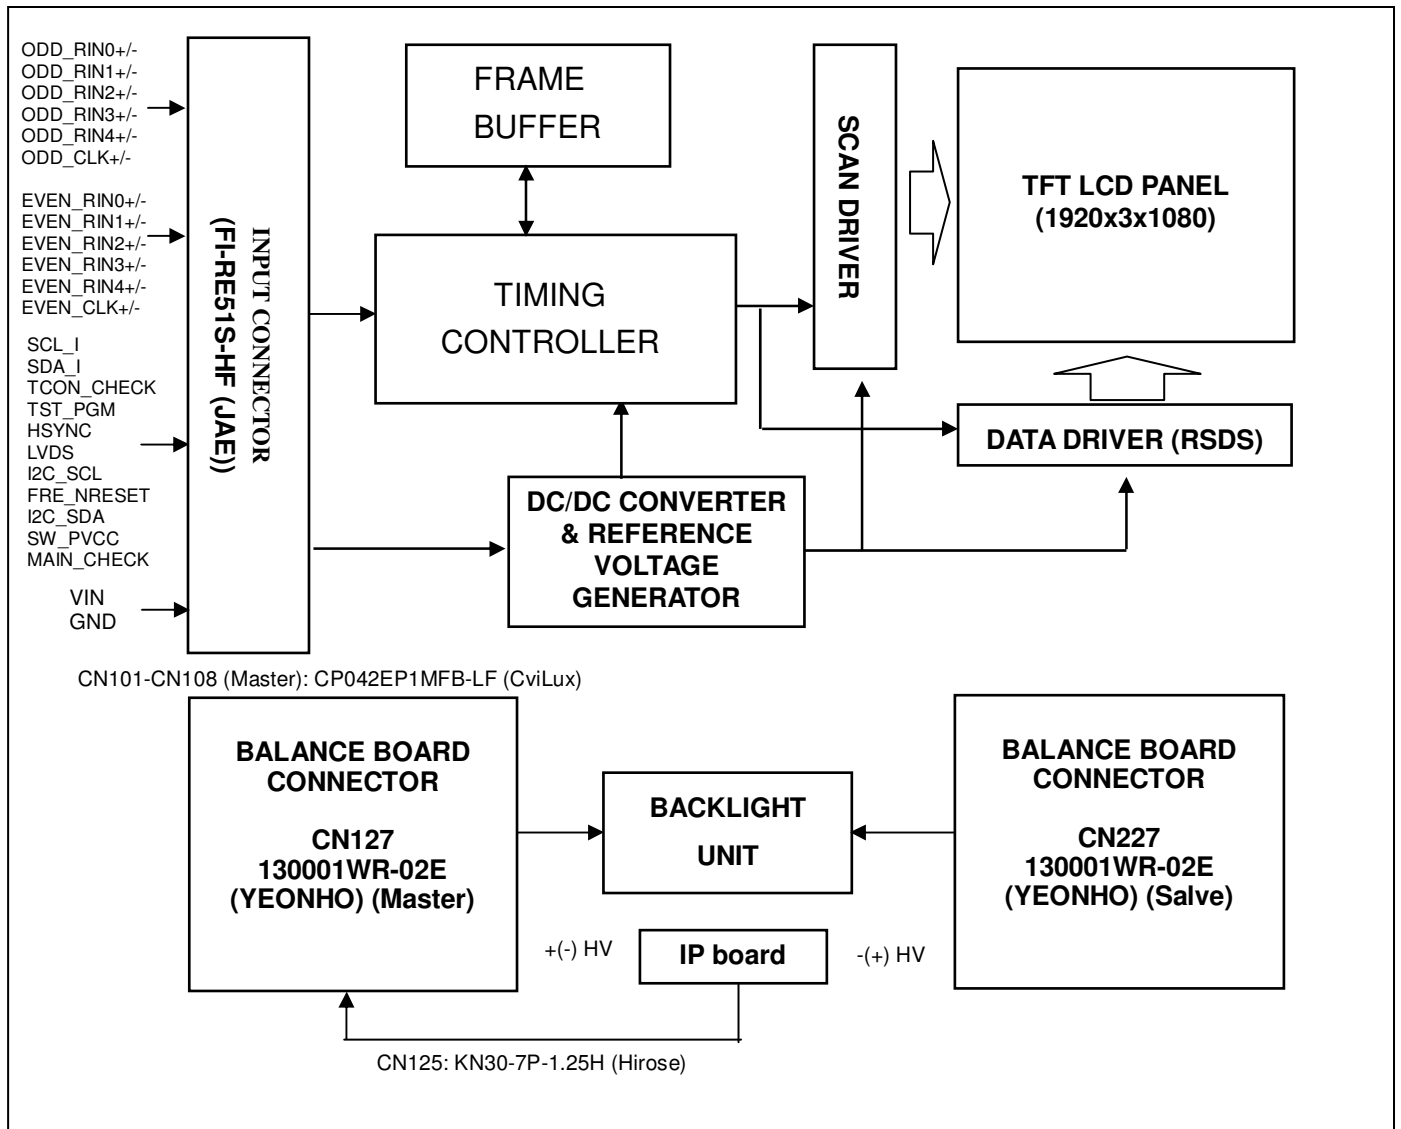 ODD_RIN0+/-
ODD_RIN1+/-
ODD_RIN2+/-
ODD_RIN3+/-
ODD_RIN4+/-
ODD_CLK+/-
EVEN_RIN0+/-
EVEN_RIN1+/-
EVEN_RIN2+/-
EVEN_RIN3+/-
EVEN_RIN4+/-
EVEN_CLK+/-
SCL_I
SDA_I
TCON_CHECK
TST_PGM
HSYNC
LVDS
I2C_SCL
FRE_NRESET
I2C_SDA
SW_PVCC
MAIN_CHECK
VIN
GND
INPUT CONNECTOR
(FI-RE51S-HF (JAE))
FRAME
BUFFER
TIMING
CONTROLLER
DC/DC CONVERTER
& REFERENCE
VOLTAGE
GENERATOR
SCAN DRIVER
TFT LCD PANEL
(1920x3x1080)
DATA DRIVER (RSDS)
CN101-CN108 (Master): CP042EP1MFB-LF (CviLux)
BALANCE BOARD
CONNECTOR
CN127
130001WR-02E
(YEONHO) (Master)
BACKLIGHT
UNIT
BALANCE BOARD
CONNECTOR
CN227
130001WR-02E
(YEONHO) (Salve)
+(-) HV
IP board
-(+) HV
CN125: KN30-7P-1.25H (Hirose)